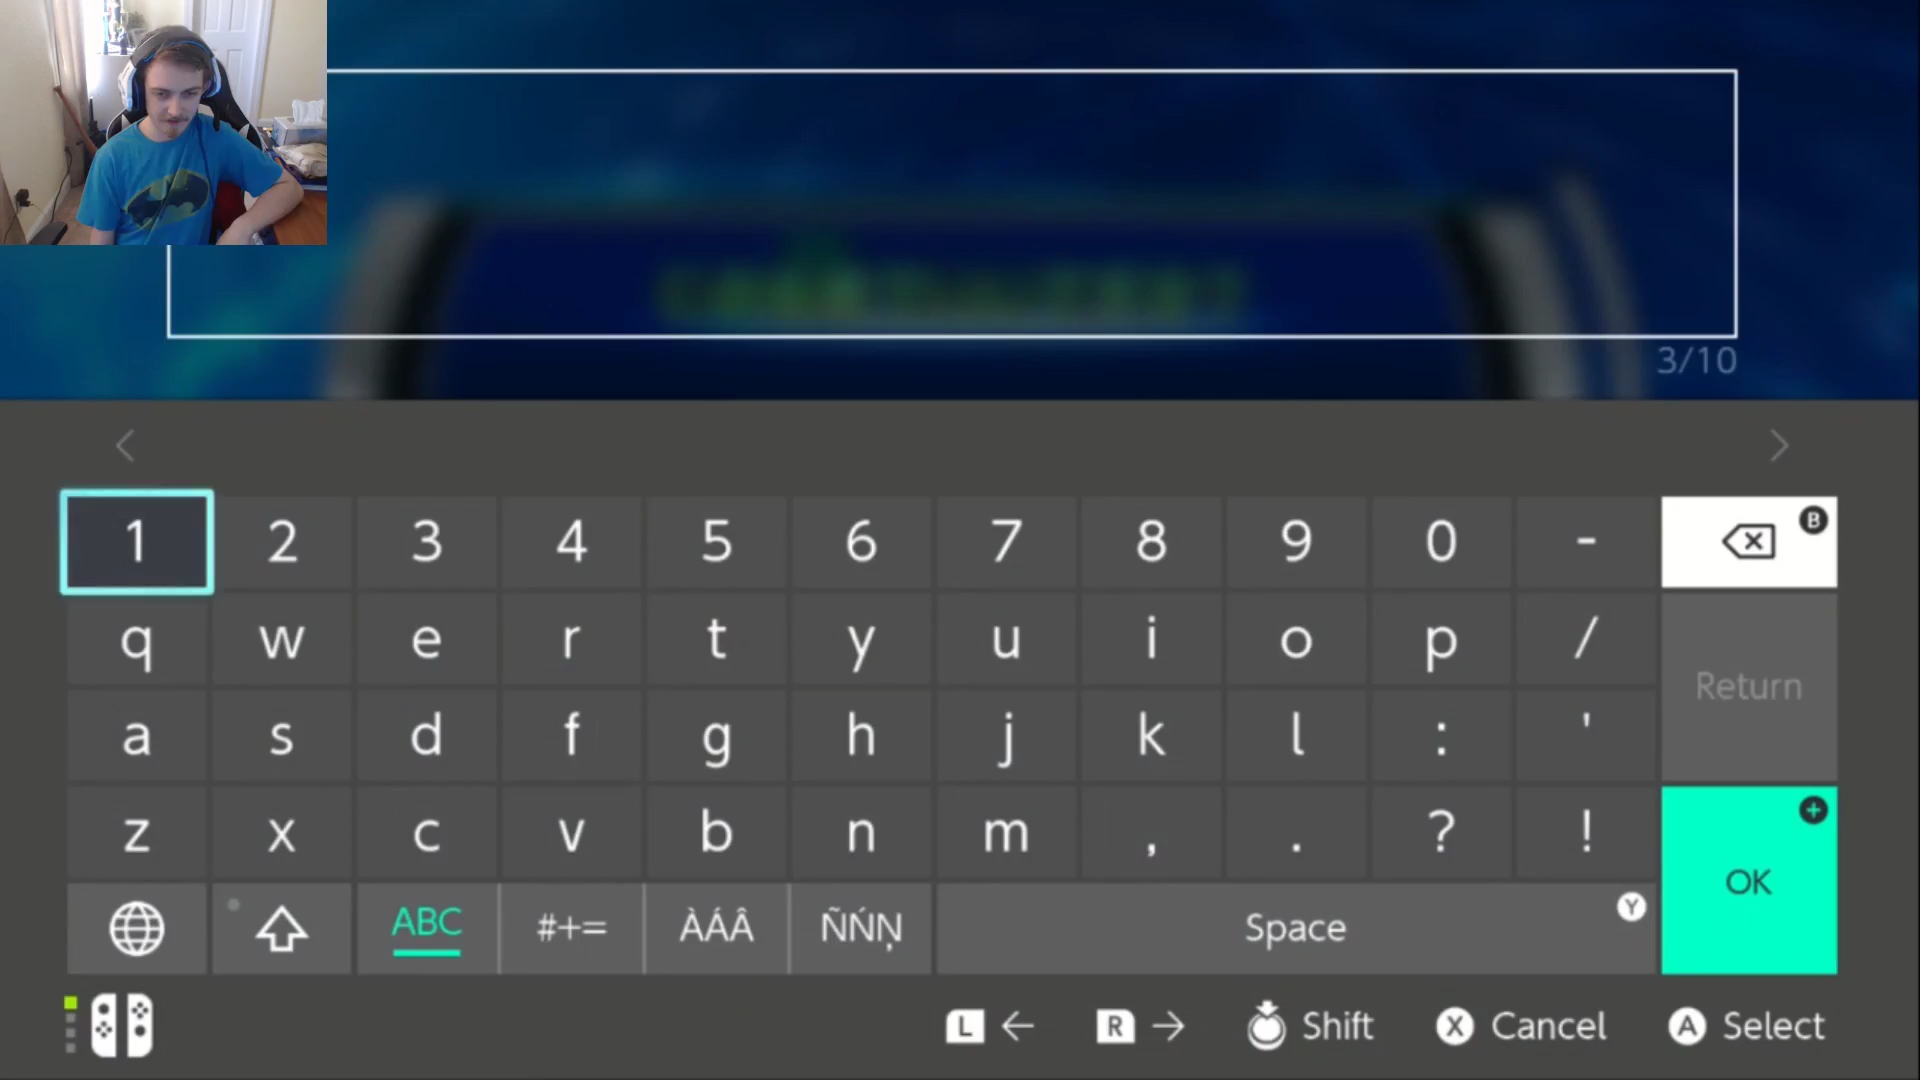 3/10
1 2 3 4 5 6 7 8 9 0 - B
q w e r t y u i o p / Return
a s d f g h j k l : '
z x c v b n m , . ? ! + OK
ABC #+= ÀÁÂ ÑŃŅ Space Y
L ← R → Shift X Cancel A Select